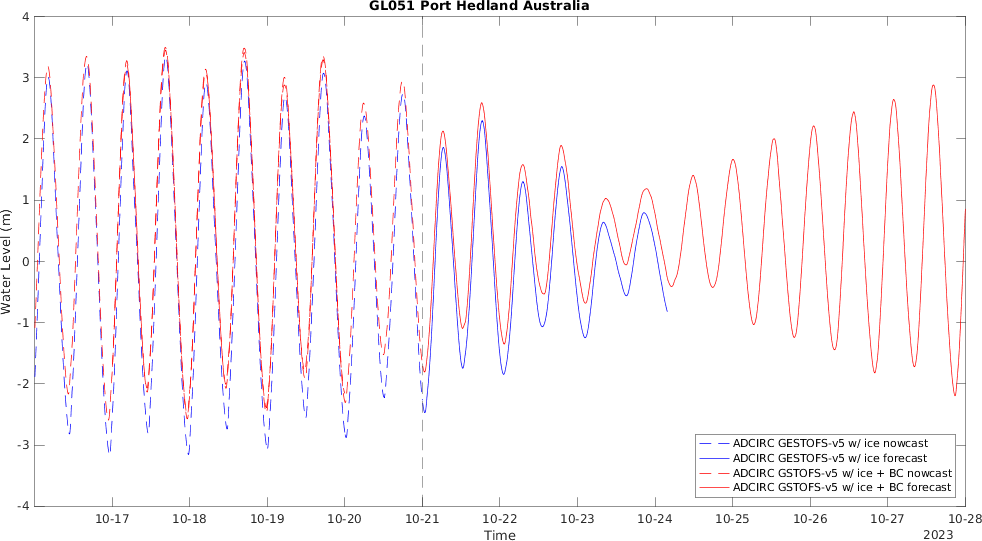 GL051 Port Hedland Australia
4
3
2
1
0
-1
-2
-3
-4
Water Level (m)
10-17 10-18 10-19 10-20 10-21 10-22 10-23 10-24 10-25 10-26 10-27 10-28
Time
2023
ADCIRC GESTOFS-v5 w/ ice nowcast
ADCIRC GESTOFS-v5 w/ ice forecast
ADCIRC GSTOFS-v5 w/ ice + BC nowcast
ADCIRC GSTOFS-v5 w/ ice + BC forecast